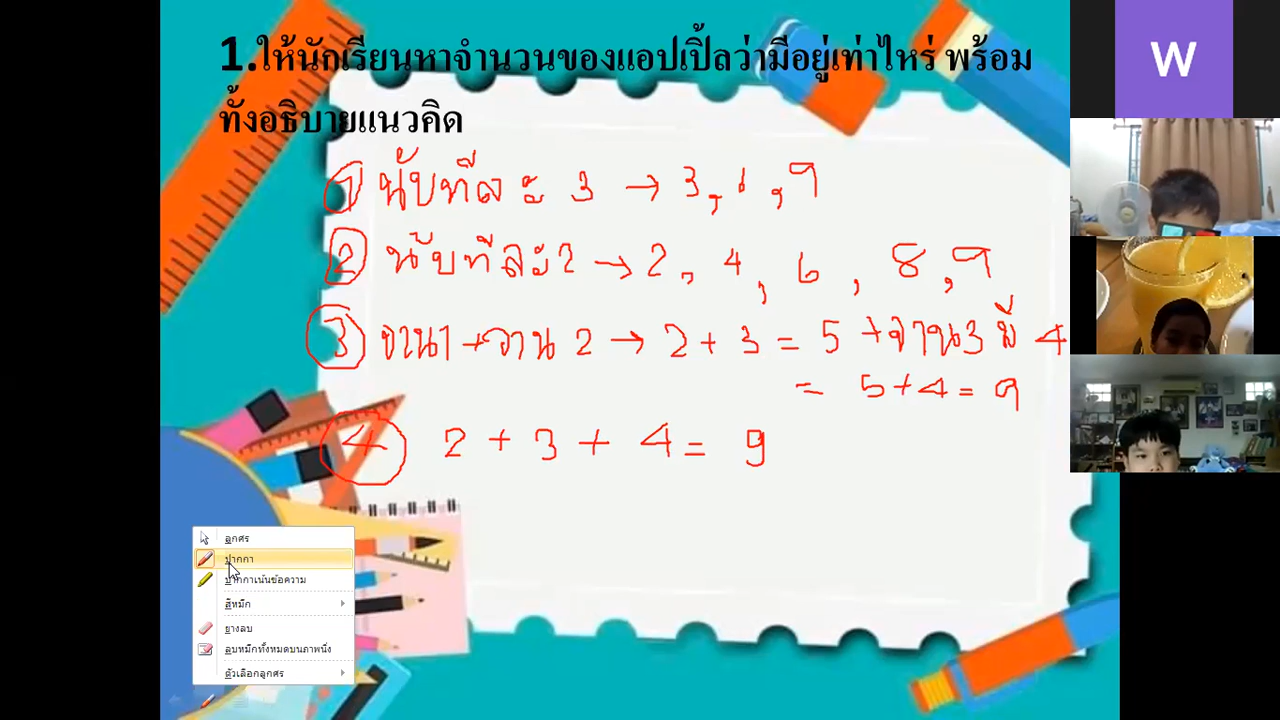 1.ให้นักเรียนหาจำนวนของแอปเปิ้ลว่ามีอยู่เท่าไหร่ พร้อม
ทั้งอธิบายแนวคิด
① นับทีละ 3 → 3, 6, 9
② นับทีละ 2 → 2, 4, 6, 8, 9
③ จาน1 + จาน 2 → 2 + 3 = 5 + จาน3 มี 4
= 5 + 4 = 9
④ 2 + 3 + 4 = 9
ลูกศร
ปากกา
ปากกาเน้นข้อความ
สีหมึก
ยางลบ
ลบหมึกทั้งหมดบนภาพนิ่ง
ตัวเลือกลูกศร
W